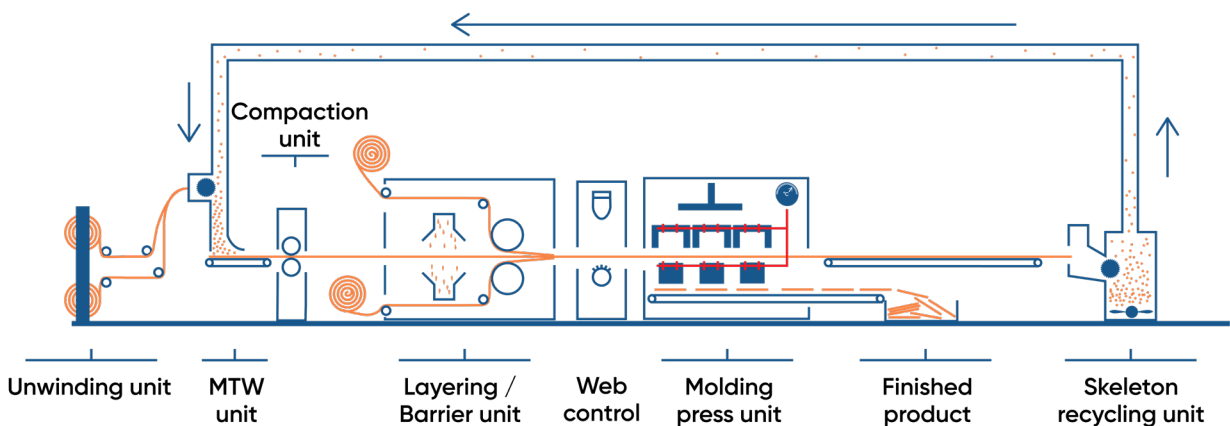 Compaction
unit
Unwinding unit
MTW
unit
Layering /
Barrier unit
Web
control
Molding
press unit
Finished
product
Skeleton
recycling unit